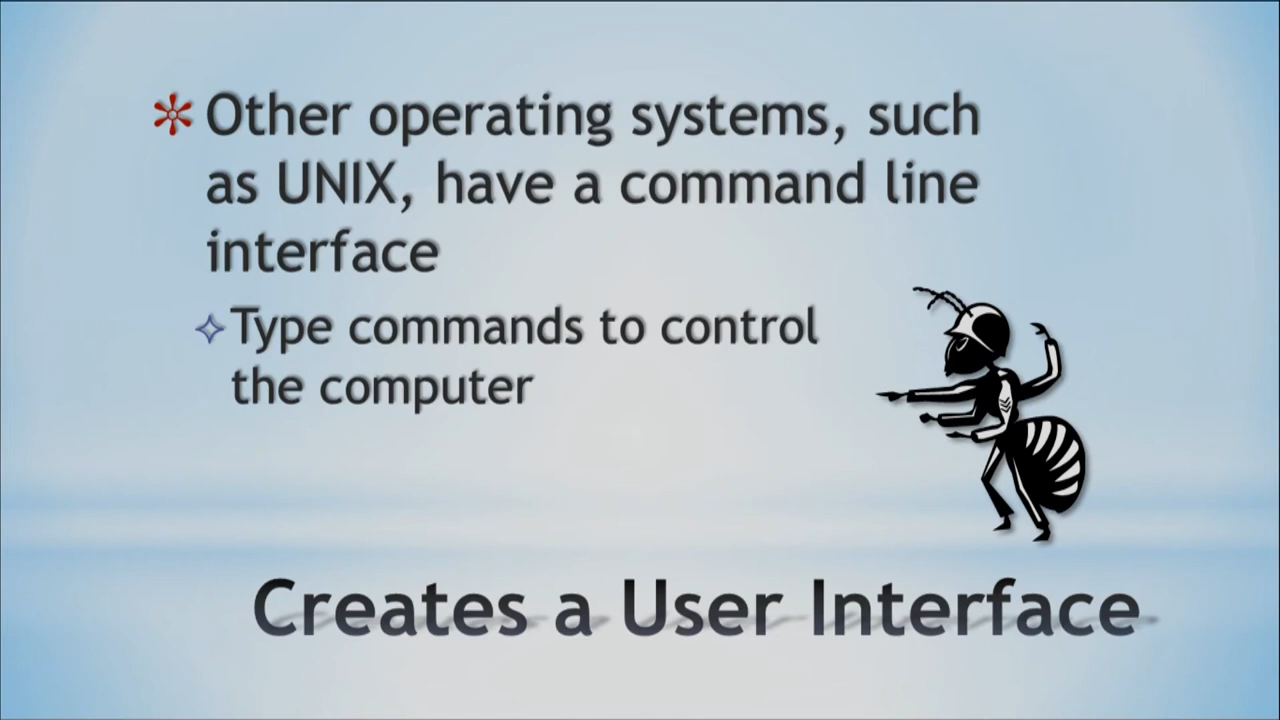 Other operating systems, such
as UNIX, have a command line
interface
Type commands to control
the computer
Creates a User Interface